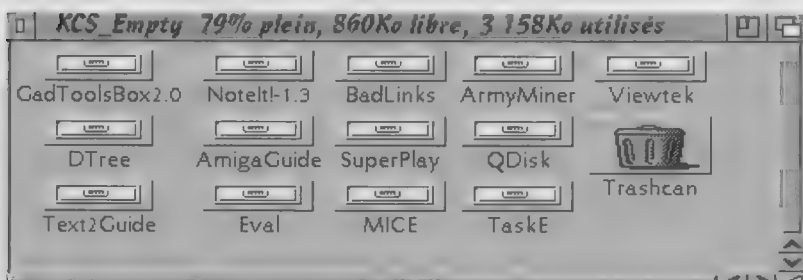 KCS_Empty 79% plein, 860Ko libre, 3 158Ko utilisés
GadToolsBox2.0 NoteIt!-1.3 BadLinks ArmyMiner Viewtek
DTree AmigaGuide SuperPlay QDisk Trashcan
Text2Guide Eval MICE TaskE